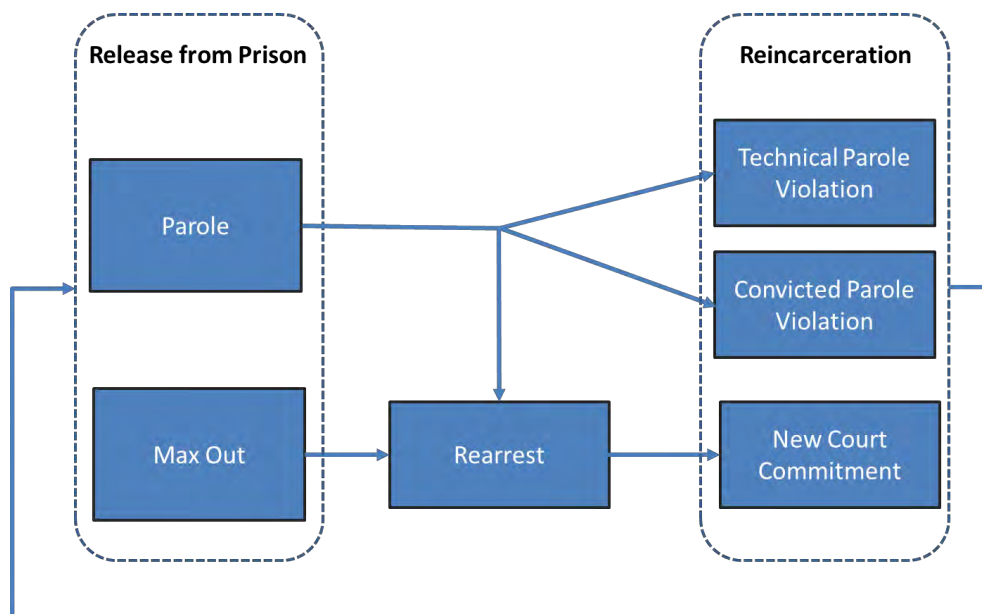 Release from Prison
Reincarceration
Parole
Technical Parole
Violation
Convicted Parole
Violation
Max Out
Rearrest
New Court
Commitment